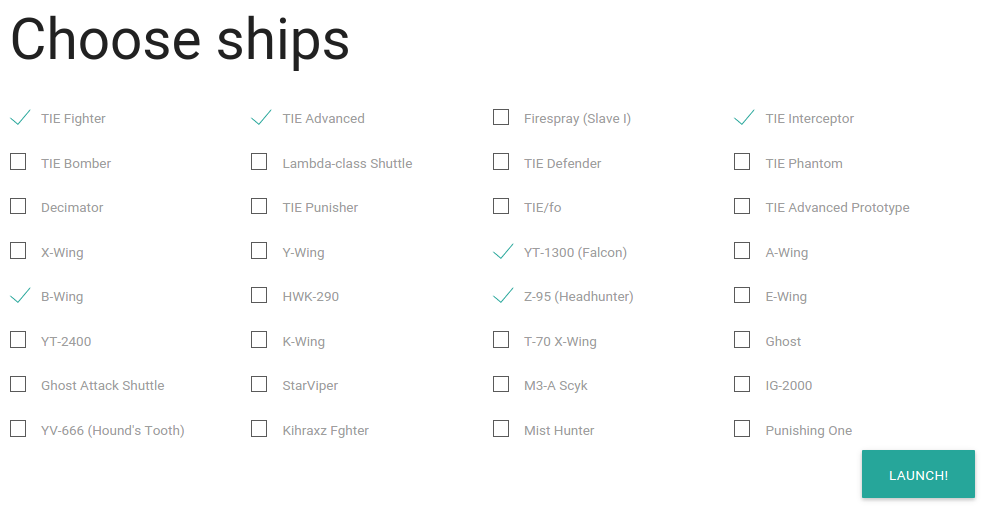 Choose ships
TIE Fighter TIE Advanced Firespray (Slave I) TIE Interceptor
TIE Bomber Lambda-class Shuttle TIE Defender TIE Phantom
Decimator TIE Punisher TIE/fo TIE Advanced Prototype
X-Wing Y-Wing YT-1300 (Falcon) A-Wing
B-Wing HWK-290 Z-95 (Headhunter) E-Wing
YT-2400 K-Wing T-70 X-Wing Ghost
Ghost Attack Shuttle StarViper M3-A Scyk IG-2000
YV-666 (Hound's Tooth) Kihraxz Fghter Mist Hunter Punishing One
LAUNCH!